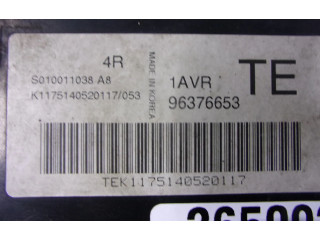 4R
S010011038 A8
K1175140520117/053
MADE IN KOREA
1AVR
96376653
TE
TEK1175140520117